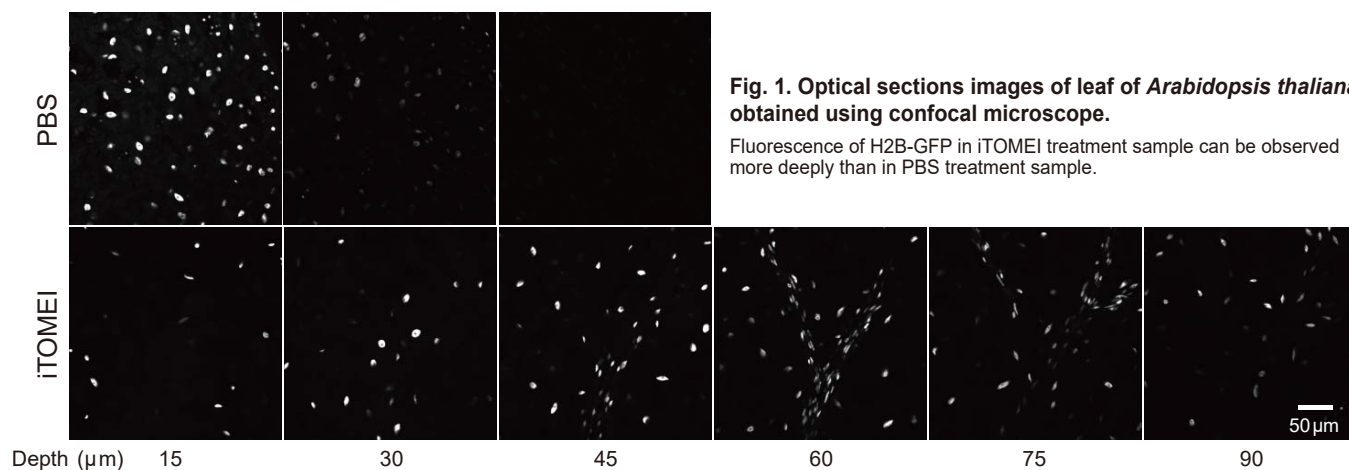 PBS
Fig. 1. Optical sections images of leaf of Arabidopsis thaliana
obtained using confocal microscope.
Fluorescence of H2B-GFP in iTOMEI treatment sample can be observed
more deeply than in PBS treatment sample.
iTOMEI
50 μm
Depth (μm) 15 30 45 60 75 90